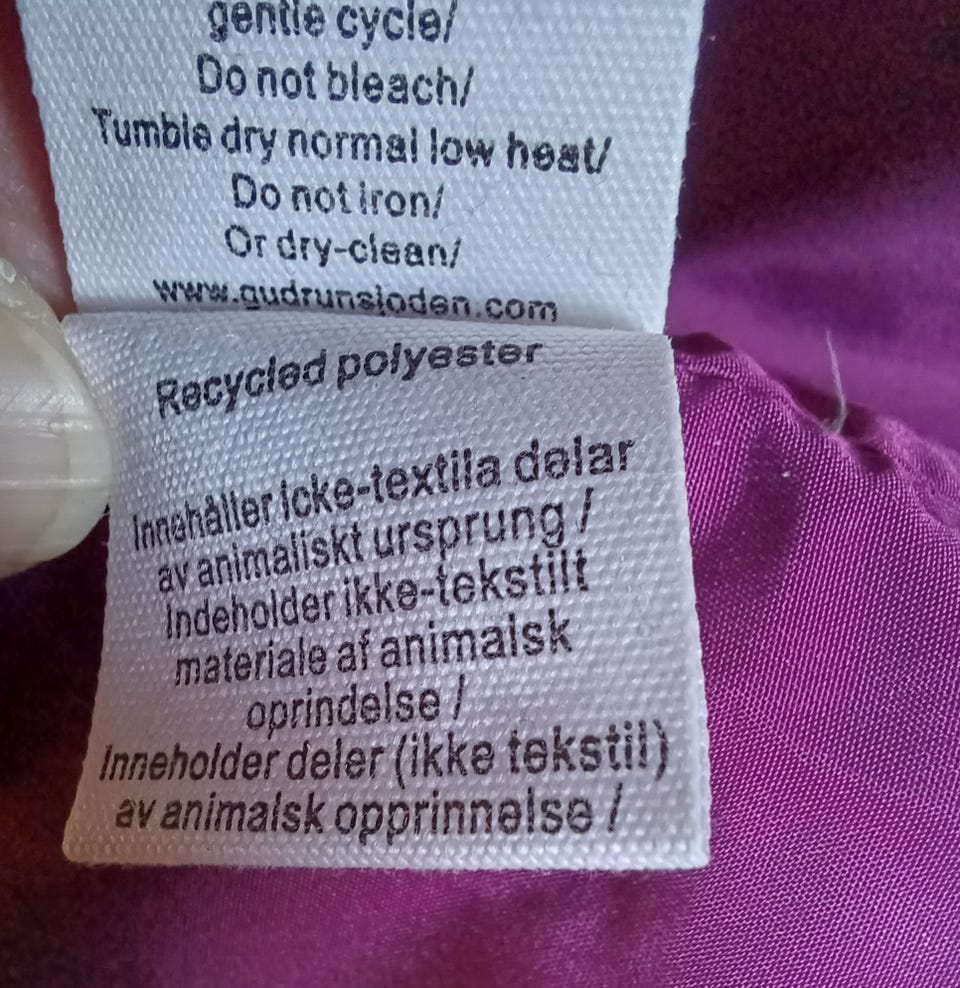 gentle cycle/
Do not bleach/
Tumble dry normal low heat/
Do not iron/
Or dry-clean/
www.gudrunsjoden.com
Recycled polyester
Innehåller icke-textila delar
av animaliskt ursprung /
Indeholder ikke-tekstilt
materiale af animalsk
oprindelse /
Inneholder deler (ikke tekstil)
av animalsk opprinnelse /